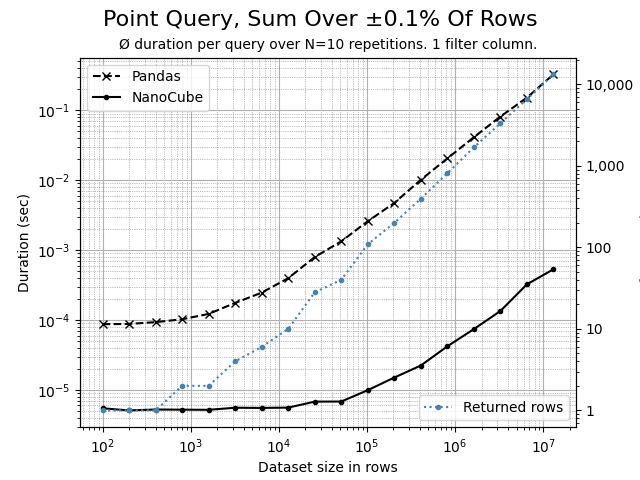 Point Query, Sum Over ±0.1% Of Rows
Ø duration per query over N=10 repetitions. 1 filter column.
Pandas
NanoCube
Duration (sec)
10⁻¹
10⁻²
10⁻³
10⁻⁴
10⁻⁵
10,000
1,000
100
10
1
Returned rows
10² 10³ 10⁴ 10⁵ 10⁶ 10⁷
Dataset size in rows